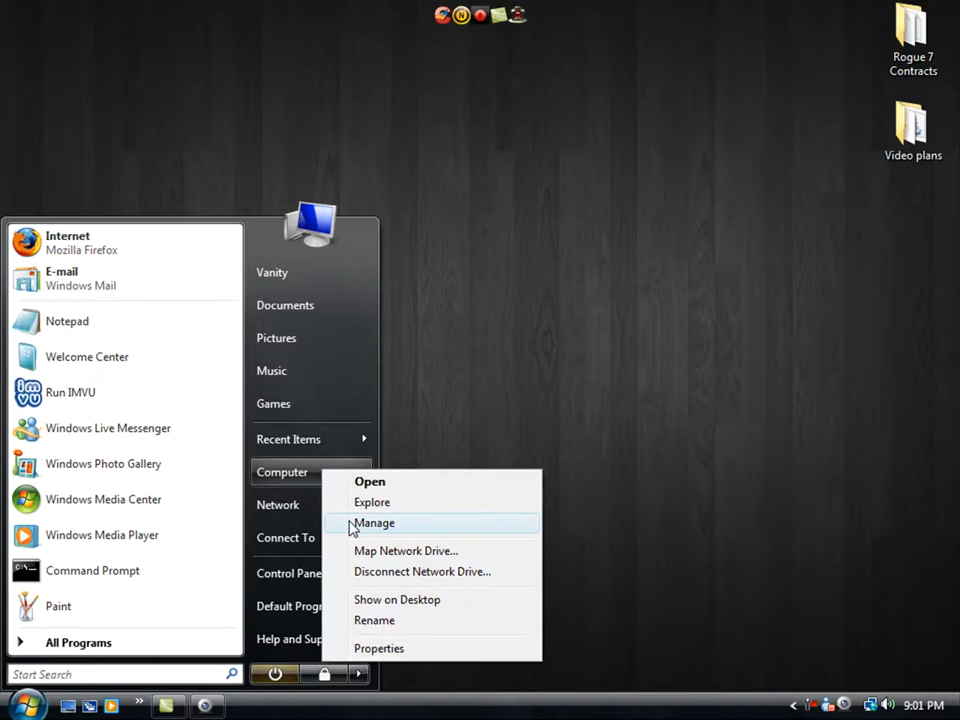 Rogue 7
Contracts
Video plans
Internet
Mozilla Firefox
E-mail
Windows Mail
Notepad
Welcome Center
Run IMVU
Windows Live Messenger
Windows Photo Gallery
Windows Media Center
Windows Media Player
Command Prompt
Paint
All Programs
Start Search
Vanity
Documents
Pictures
Music
Games
Recent Items
Computer
Network
Connect To
Control Pane
Default Progr
Help and Sup
Open
Explore
Manage
Map Network Drive...
Disconnect Network Drive...
Show on Desktop
Rename
Properties
9:01 PM